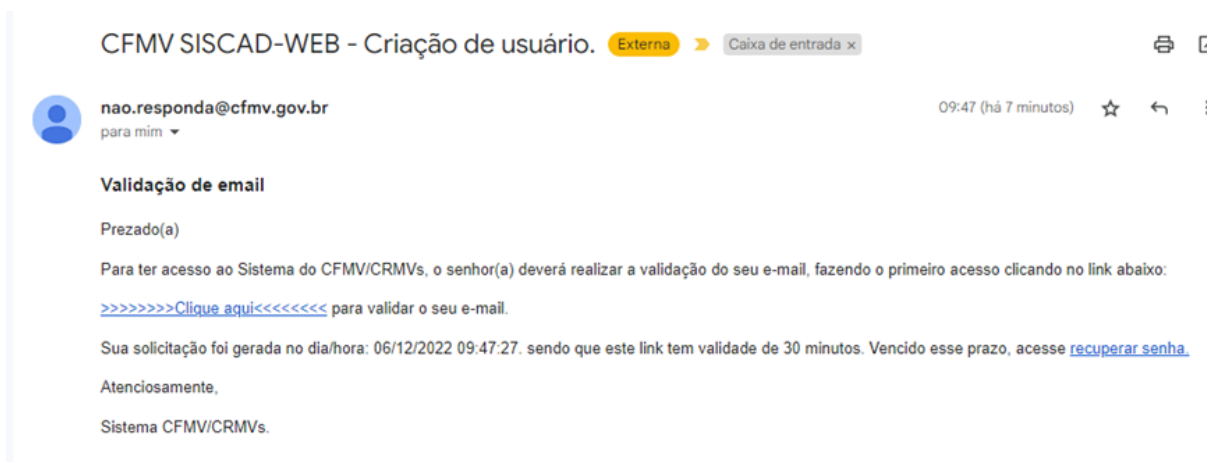 CFMV SISCAD-WEB - Criação de usuário. Externa Caixa de entrada x
nao.responda@cfmv.gov.br 09:47 (há 7 minutos)
para mim
Validação de email
Prezado(a)
Para ter acesso ao Sistema do CFMV/CRMVs, o senhor(a) deverá realizar a validação do seu e-mail, fazendo o primeiro acesso clicando no link abaixo:
>>>>>>>>Clique aqui<<<<<<<< para validar o seu e-mail.
Sua solicitação foi gerada no dia/hora: 06/12/2022 09:47:27. sendo que este link tem validade de 30 minutos. Vencido esse prazo, acesse recuperar senha.
Atenciosamente,
Sistema CFMV/CRMVs.